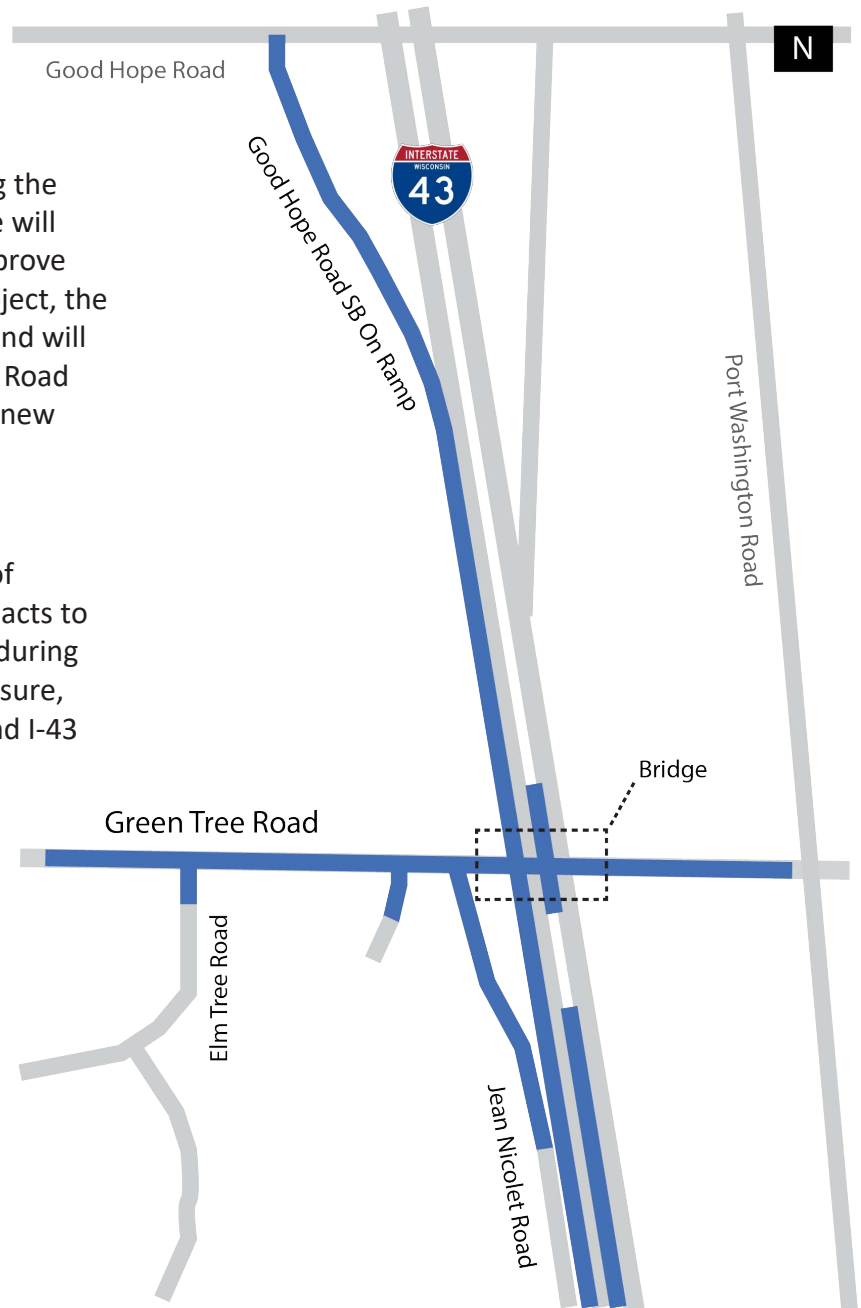 N
Good Hope Road
INTERSTATE
WISCONSIN
43
Good Hope Road SB On Ramp
g the
e will
prove
ject, the
nd will
Road
new
Port Washington Road
of
acts to
during
sure,
nd I-43
Bridge
Green Tree Road
Elm Tree Road
Jean Nicolet Road